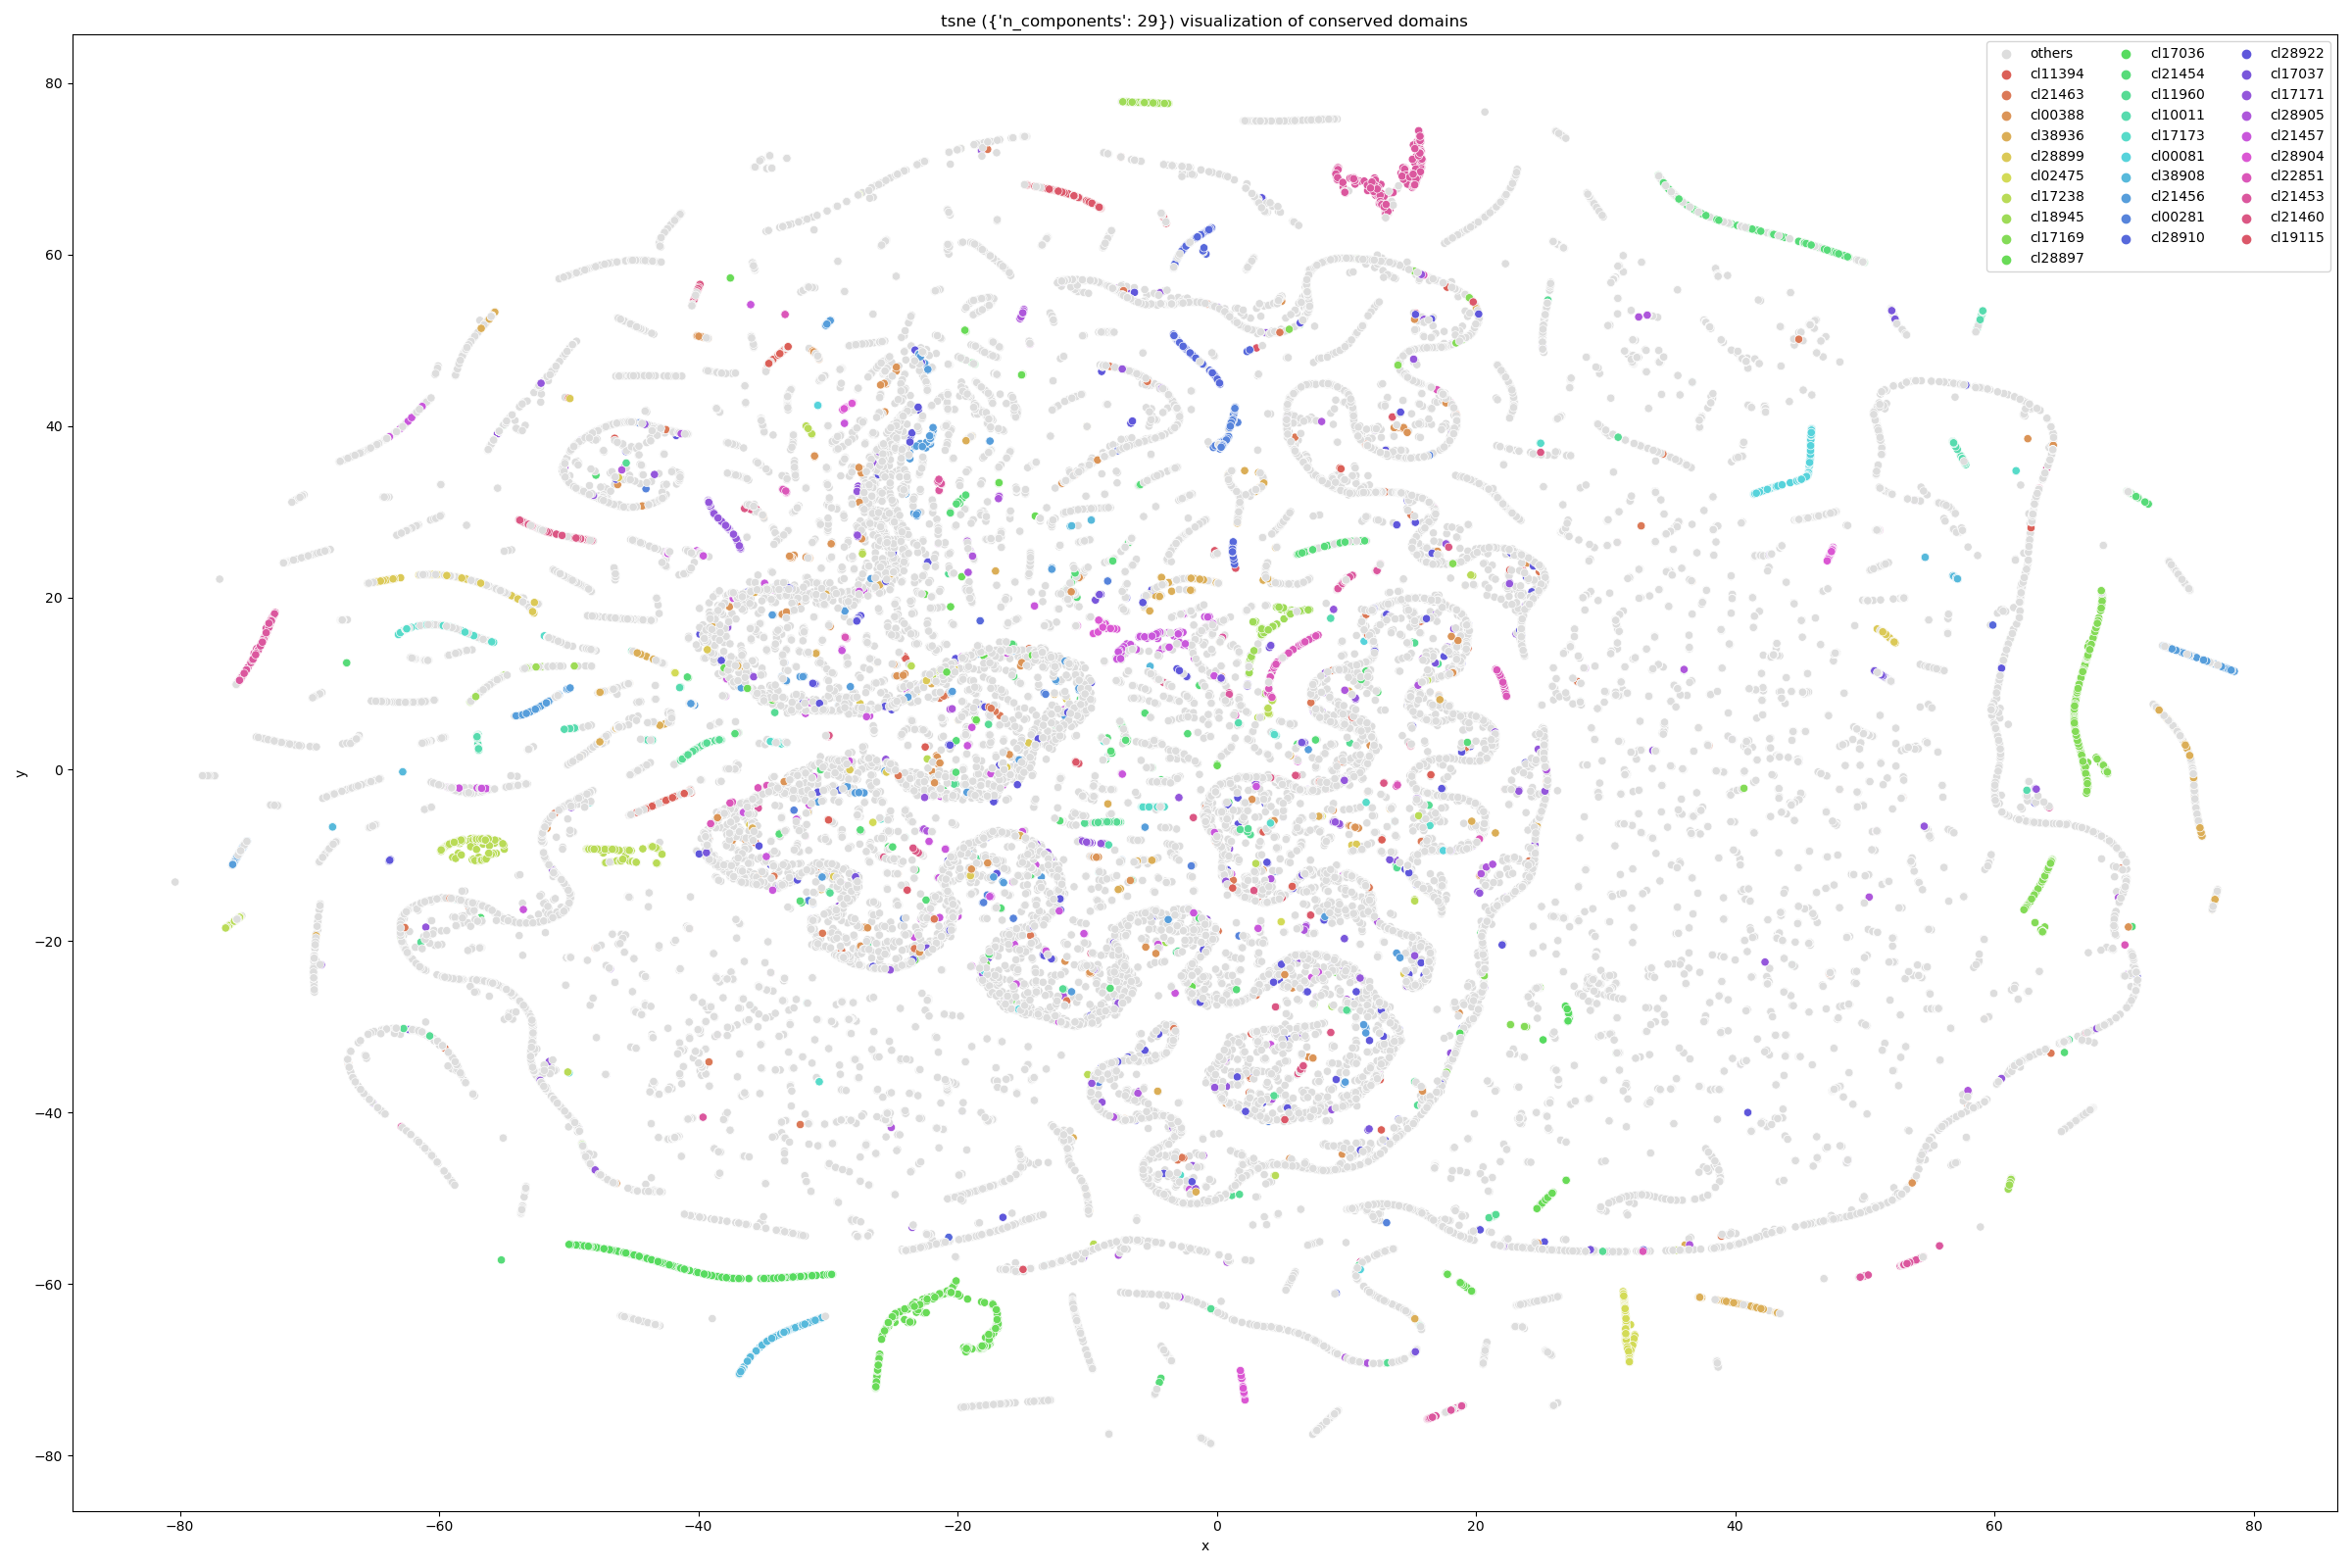 tsne ({'n_components': 29}) visualization of conserved domains
others
cl11394
cl21463
cl00388
cl38936
cl28899
cl02475
cl17238
cl18945
cl17169
cl28897
cl17036
cl21454
cl11960
cl10011
cl17173
cl00081
cl38908
cl21456
cl00281
cl28910
cl28922
cl17037
cl17171
cl28905
cl21457
cl28904
cl22851
cl21453
cl21460
cl19115
80
60
40
20
0
−20
−40
−60
−80
y
−80 −60 −40 −20 0 20 40 60 80
x